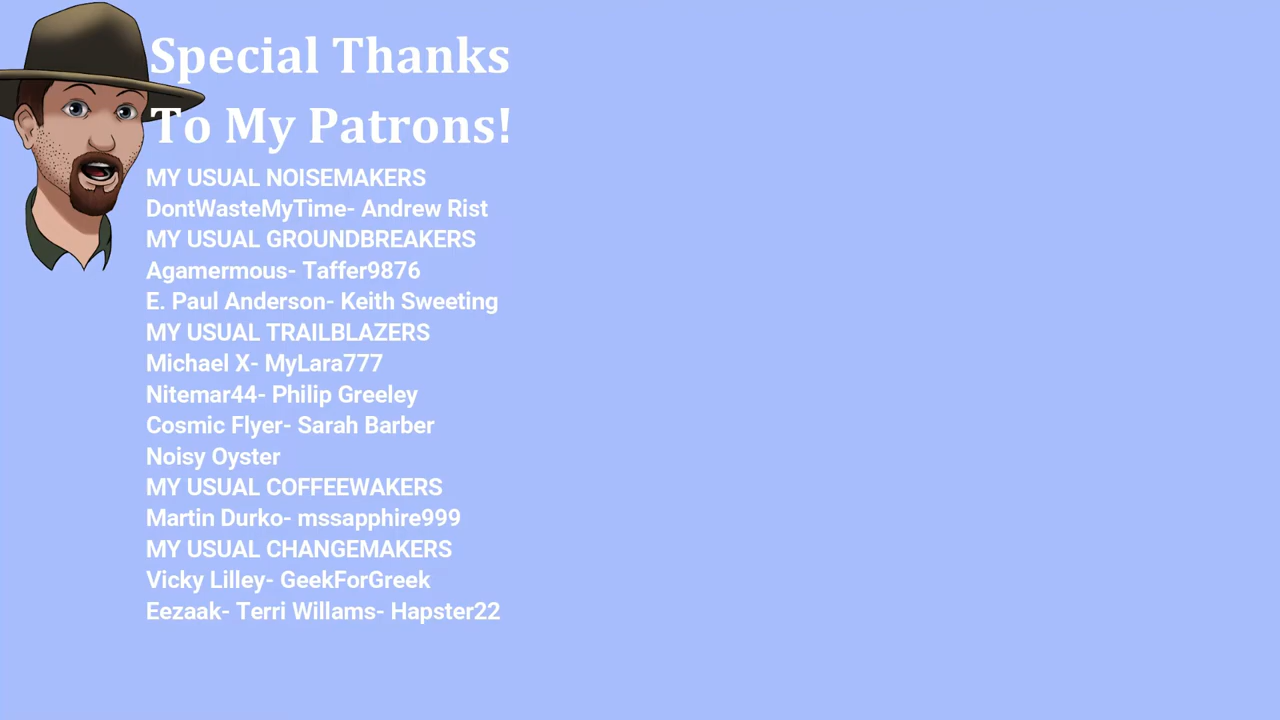 Special Thanks
To My Patrons!
MY USUAL NOISEMAKERS
DontWasteMyTime- Andrew Rist
MY USUAL GROUNDBREAKERS
Agamermous- Taffer9876
E. Paul Anderson- Keith Sweeting
MY USUAL TRAILBLAZERS
Michael X- MyLara777
Nitemar44- Philip Greeley
Cosmic Flyer- Sarah Barber
Noisy Oyster
MY USUAL COFFEEWAKERS
Martin Durko- mssapphire999
MY USUAL CHANGEMAKERS
Vicky Lilley- GeekForGreek
Eezaak- Terri Willams- Hapster22